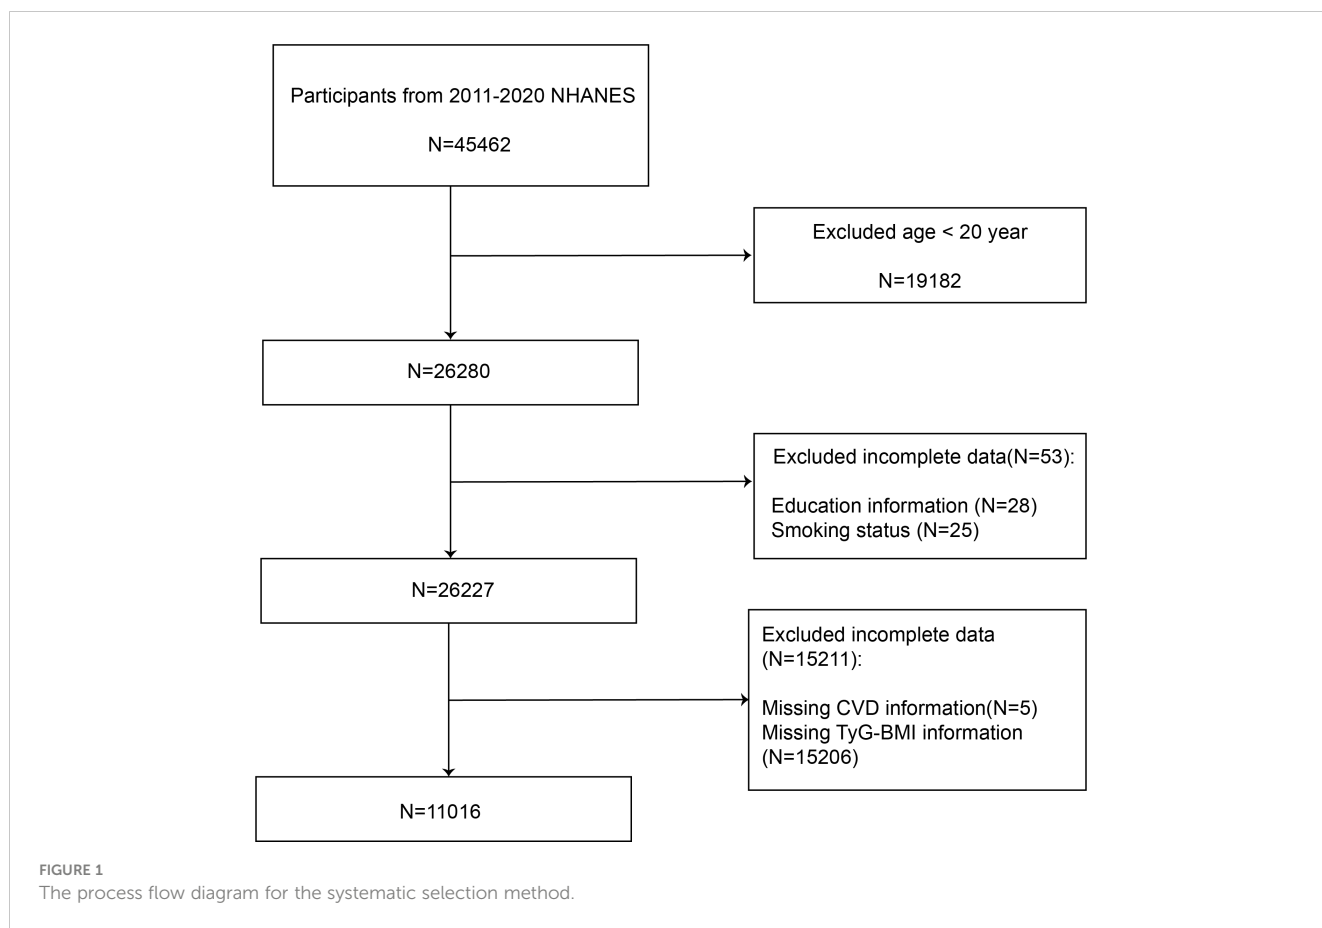 Participants from 2011-2020 NHANES
N=45462
Excluded age < 20 year
N=19182
N=26280
Excluded incomplete data(N=53):
Education information (N=28)
Smoking status (N=25)
N=26227
Excluded incomplete data
(N=15211):
Missing CVD information(N=5)
Missing TyG-BMI information
(N=15206)
N=11016
FIGURE 1
The process flow diagram for the systematic selection method.